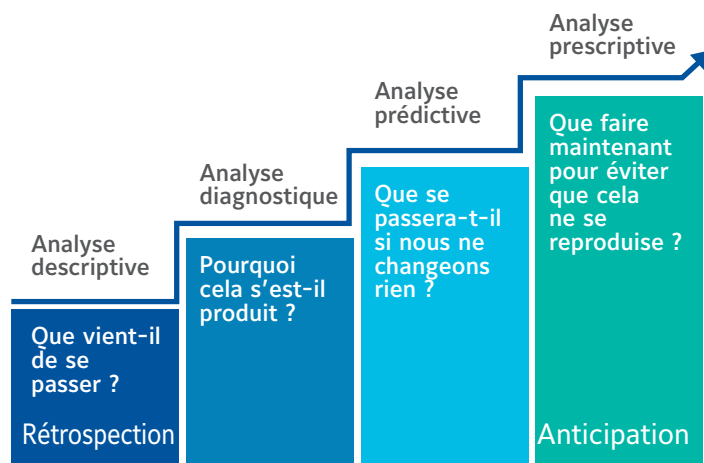 Analyse
descriptive
Que vient-il
de se
passer ?
Rétrospection
Analyse
diagnostique
Pourquoi
cela s'est-il
produit ?
Analyse
prédictive
Que se
passera-t-il
si nous ne
changeons
rien ?
Analyse
prescriptive
Que faire
maintenant
pour éviter
que cela
ne se
reproduise ?
Anticipation